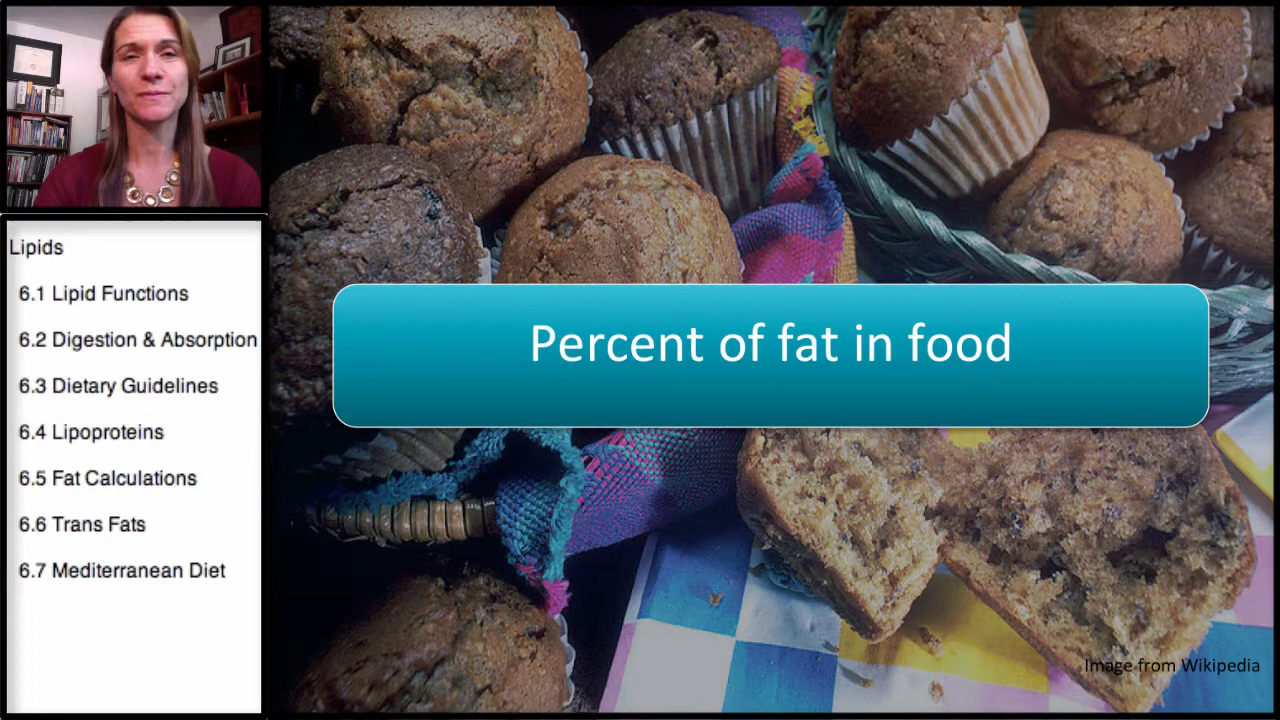 Lipids
6.1 Lipid Functions
6.2 Digestion & Absorption
6.3 Dietary Guidelines
6.4 Lipoproteins
6.5 Fat Calculations
6.6 Trans Fats
6.7 Mediterranean Diet
Percent of fat in food
Image from Wikipedia